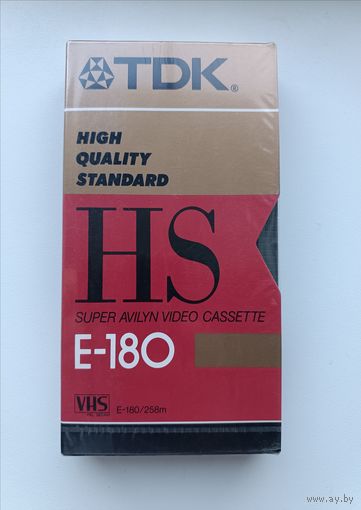 TDK®
HIGH
QUALITY
STANDARD
HS
SUPER AVILYN VIDEO CASSETTE
E-180
VHS
E-180/258m
www.ay.by